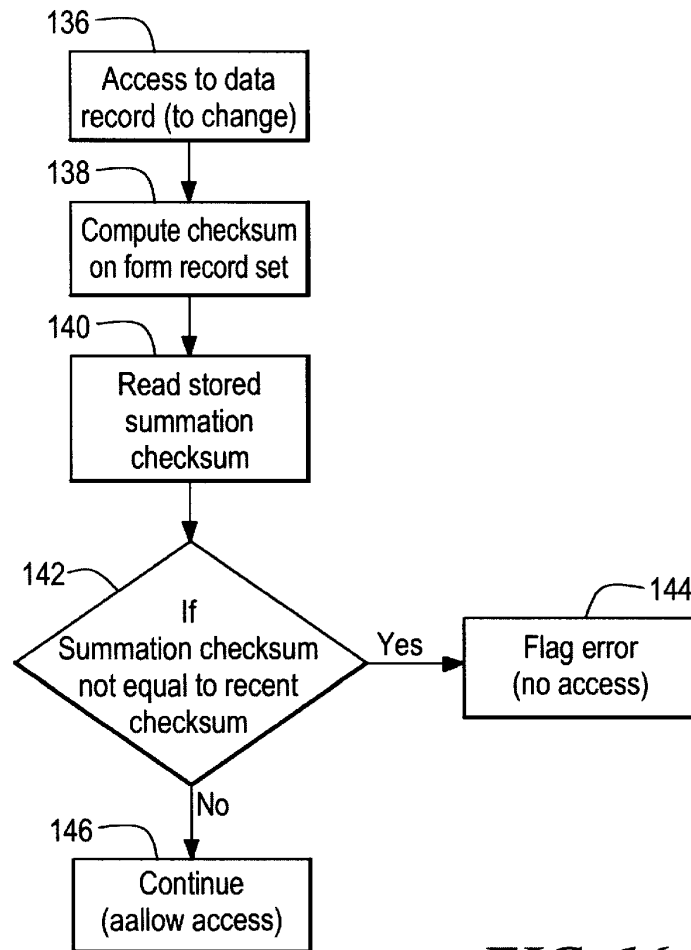 136
Access to data
record (to change)
138
Compute checksum
on form record set
140
Read stored
summation
checksum
142
If
Summation checksum
not equal to recent
checksum
Yes
144
Flag error
(no access)
No
146
Continue
(aallow access)